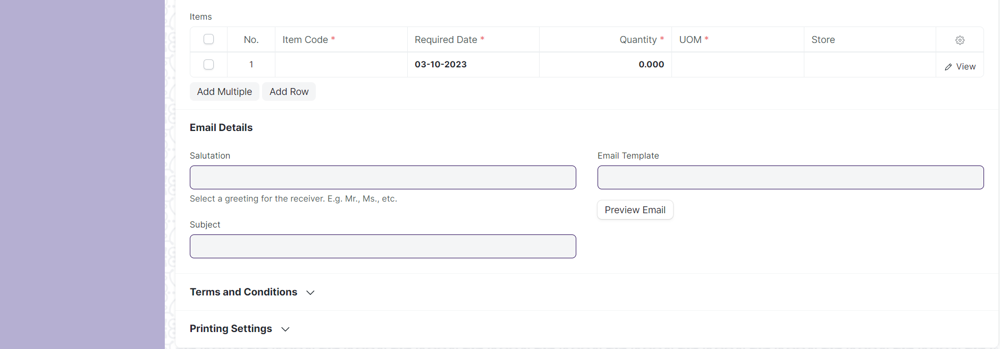 Items
No. Item Code * Required Date * Quantity * UOM * Store
1 03-10-2023 0.000 View
Add Multiple Add Row
Email Details
Salutation Email Template
Select a greeting for the receiver. E.g. Mr., Ms., etc.
Preview Email
Subject
Terms and Conditions
Printing Settings